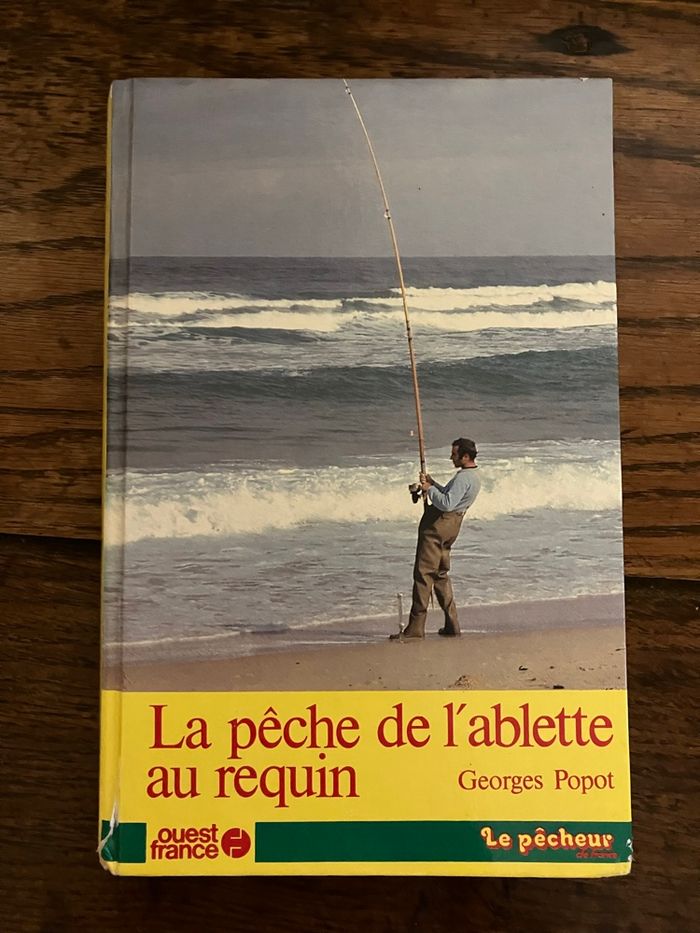 La pêche de l'ablette
au requin
Georges Popot
ouest
france
Le pêcheur
de france